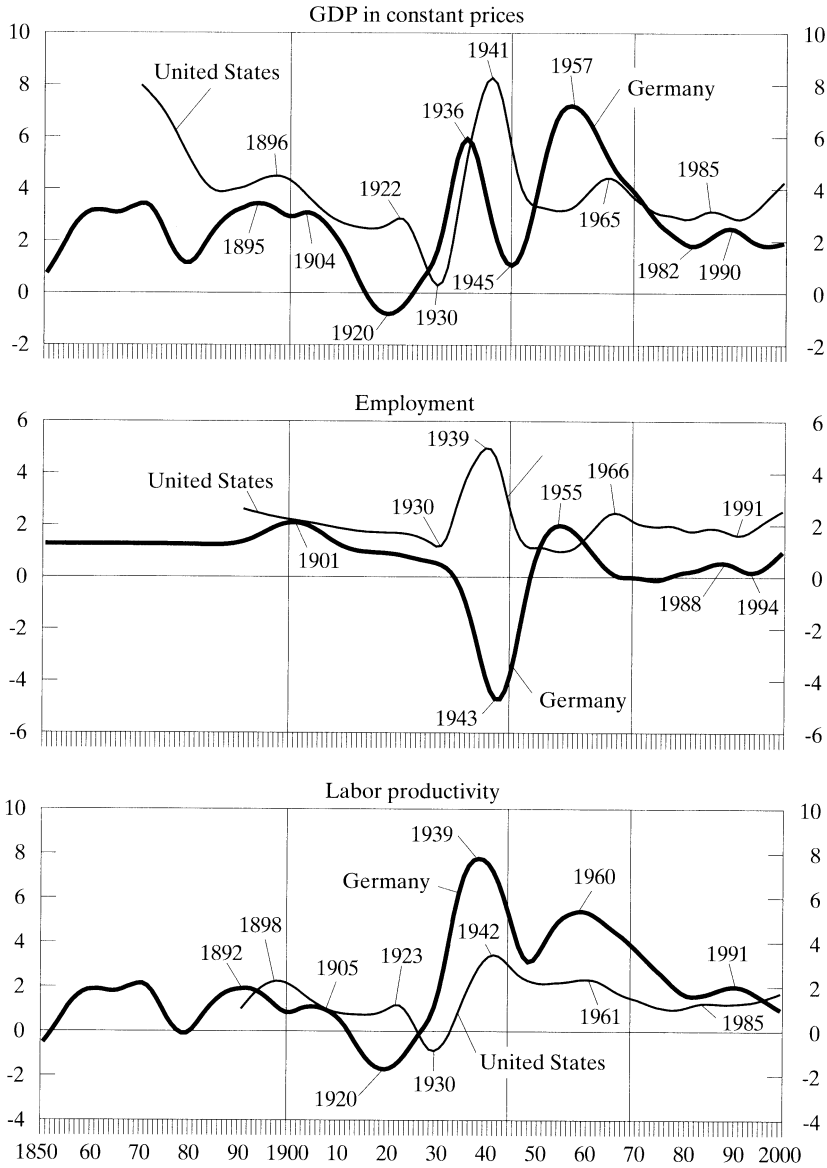 GDP in constant prices
10 10
1941
United States 1957
8 8
Germany
1936
6 6
1896
1922 1985
4 4
1895 1904 1965
2 2
1945 1982 1990
0 0
1920 1930
-2 -2
Employment
6 6
1939
4 4
United States 1930 1955 1966 1991
2 2
1901
0 0
1988 1994
-2 -2
-4 -4
1943 Germany
-6 -6
Labor productivity
10 10
1939
8 8
Germany 1960
6 6
1898 1942
4 4
1892 1905 1923 1991
2 2
1961 1985
0 0
United States
1920 1930
-2 -2
-4 -4
1850 60 70 80 90 1900 10 20 30 40 50 60 70 80 90 2000